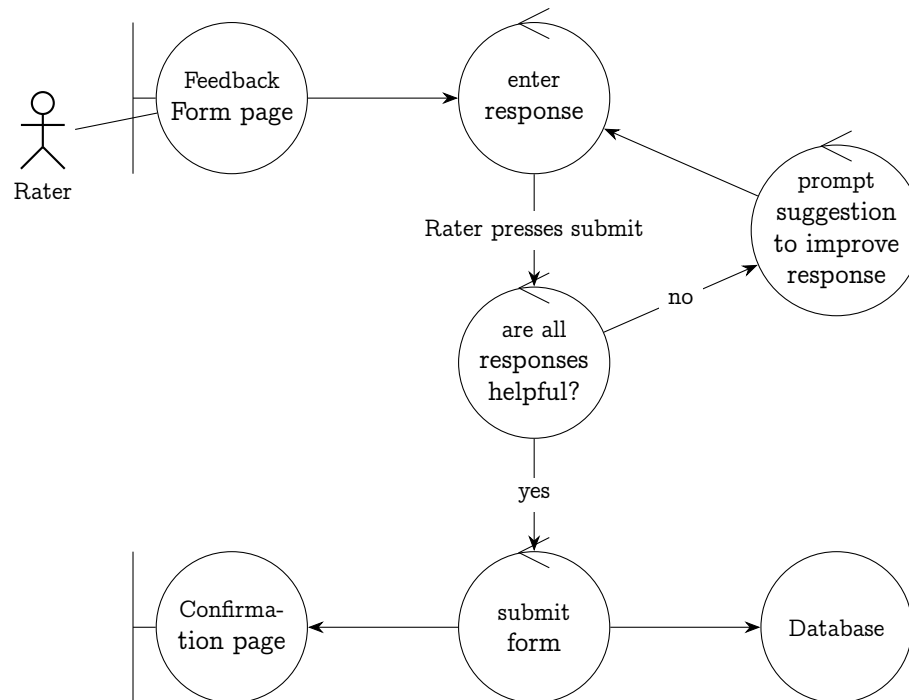 Feedback
Form page
enter
response
Rater
prompt
suggestion
to improve
response
Rater presses submit
no
are all
responses
helpful?
yes
Confirma-
tion page
submit
form
Database